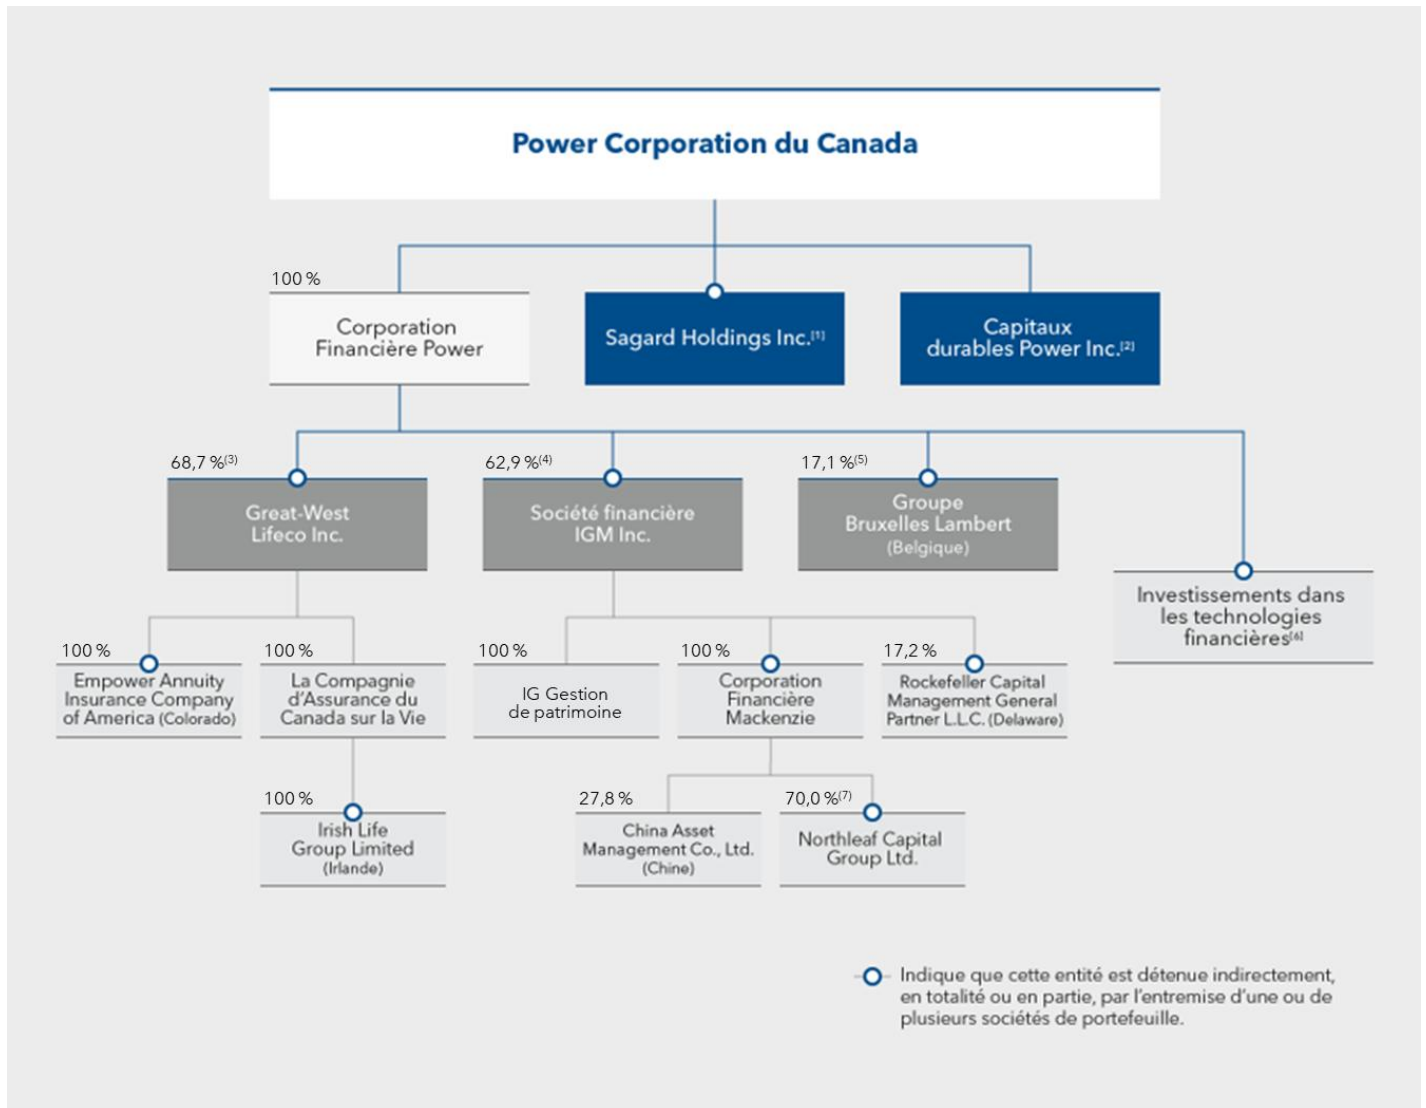 Power Corporation du Canada
100 %
Corporation
Financière Power
Sagard Holdings Inc.[1]
Capitaux
durables Power Inc.[2]
68,7 %(3)
Great-West
Lifeco Inc.
62,9 %(4)
Société financière
IGM Inc.
17,1 %(5)
Groupe
Bruxelles Lambert
(Belgique)
Investissements dans
les technologies
financières[6]
100 %
Empower Annuity
Insurance Company
of America (Colorado)
100 %
La Compagnie
d'Assurance du
Canada sur la Vie
100 %
IG Gestion
de patrimoine
100 %
Corporation
Financière
Mackenzie
17,2 %
Rockefeller Capital
Management General
Partner L.L.C. (Delaware)
100 %
Irish Life
Group Limited
(Irlande)
27,8 %
China Asset
Management Co., Ltd.
(Chine)
70,0 %(7)
Northleaf Capital
Group Ltd.
Indique que cette entité est détenue indirectement,
en totalité ou en partie, par l'entremise d'une ou de
plusieurs sociétés de portefeuille.